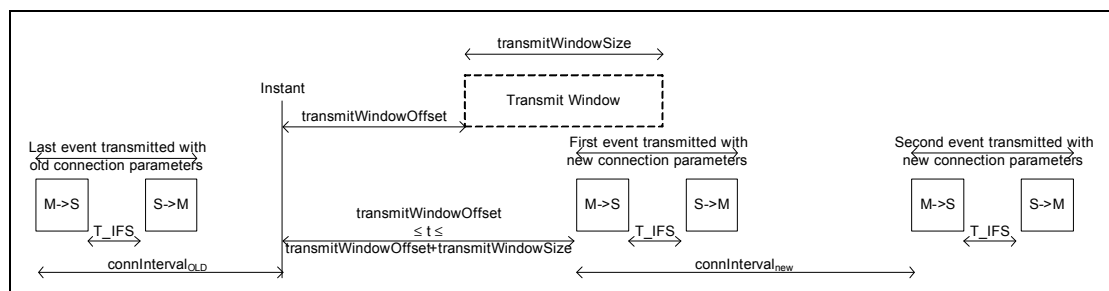 transmitWindowSize
Instant
Transmit Window
transmitWindowOffset
Last event transmitted with
old connection parameters
First event transmitted with
new connection parameters
Second event transmitted with
new connection parameters
M->S
S->M
M->S
S->M
M->S
S->M
transmitWindowOffset
≤ t ≤
transmitWindowOffset+transmitWindowSize
T_IFS
T_IFS
T_IFS
connIntervalOLD
connIntervalnew